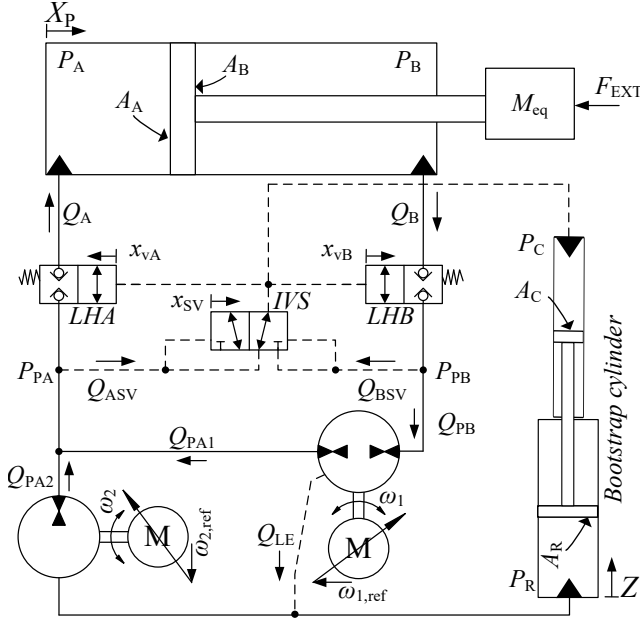 X_P
P_A
P_B
A_B
A_A
M_eq
F_EXT
Q_A
Q_B
x_vA
x_vB
P_C
x_SV
IVS
A_C
LHA
LHB
P_PA
P_PB
Q_ASV
Q_BSV
Q_PB
Bootstrap cylinder
Q_PA1
Q_PA2
ω_2
ω_1
M
ω_2,ref
Q_LE
M
ω_1,ref
A_R
P_R
Z